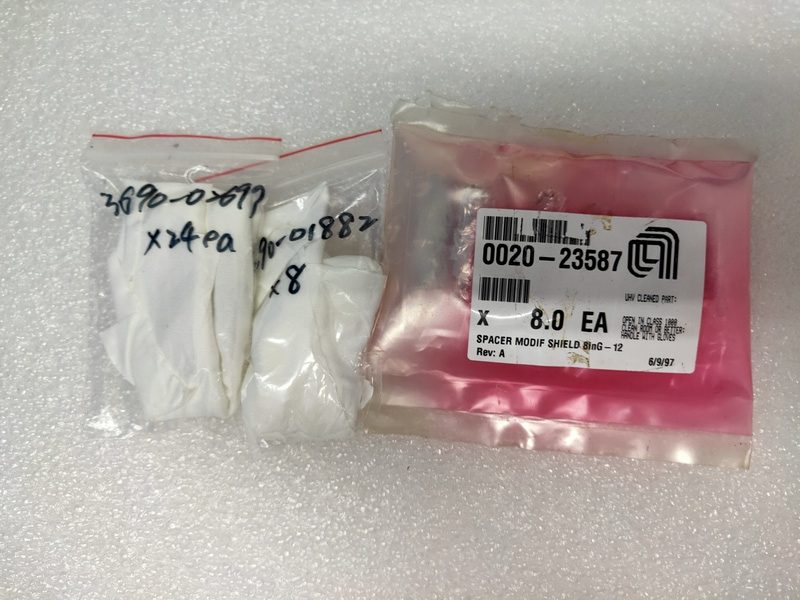 3690-02697
x24ea
90-01882
x8
0020-23587
UHV CLEANED PART:
X 8.0 EA
OPEN IN CLASS 1000
CLEAN ROOM OR BETTER:
HANDLE WITH GLOVES
SPACER MODIF SHIELD 8inG-12
Rev: A
6/9/97